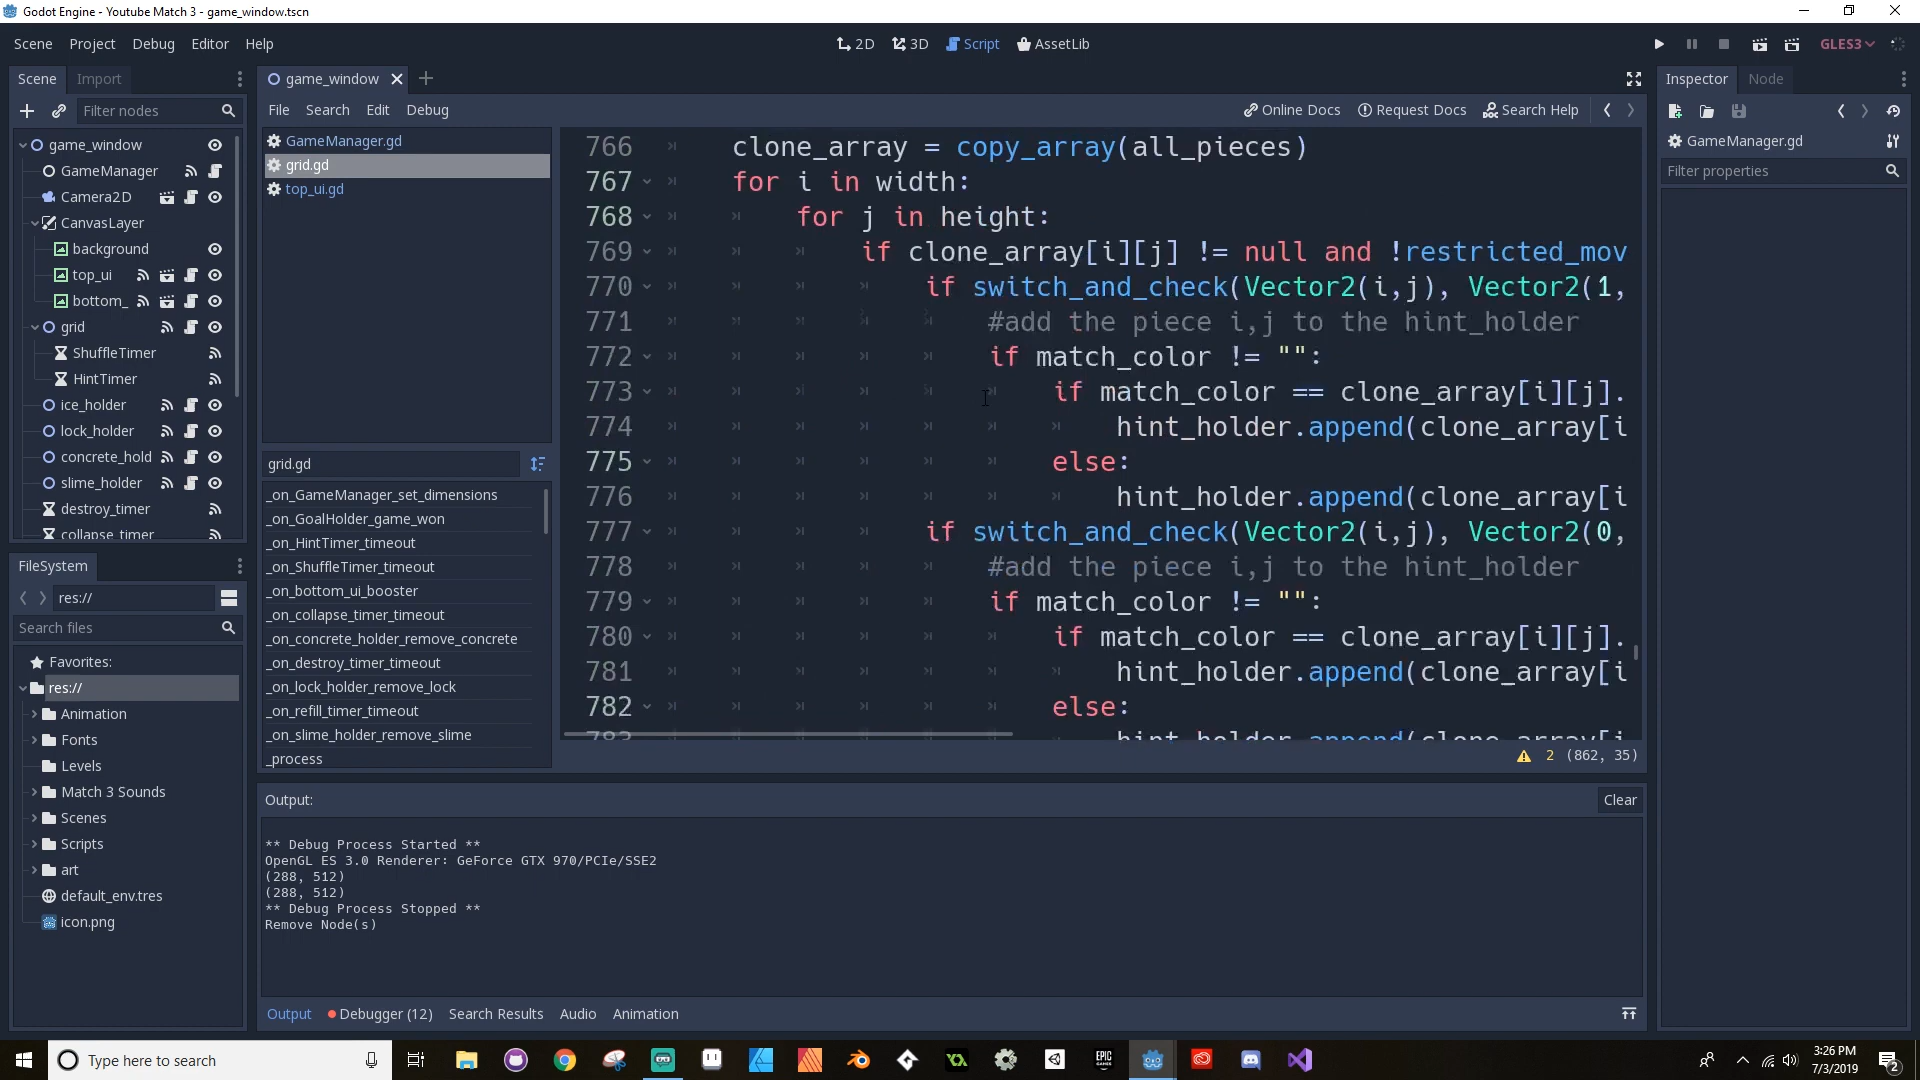 Godot Engine - Youtube Match 3 - game_window.tscn
Scene Project Debug Editor Help
2D 3D Script AssetLib
GLES3
Scene Import
Filter nodes
game_window
GameManager
Camera2D
CanvasLayer
background
top_ui
bottom_
grid
ShuffleTimer
HintTimer
ice_holder
lock_holder
concrete_hold
slime_holder
destroy_timer
collapse_timer
FileSystem
res://
Search files
Favorites:
res://
Animation
Fonts
Levels
Match 3 Sounds
Scenes
Scripts
art
default_env.tres
icon.png
game_window
File Search Edit Debug
Online Docs Request Docs Search Help
GameManager.gd
grid.gd
top_ui.gd
grid.gd
_on_GameManager_set_dimensions
_on_GoalHolder_game_won
_on_HintTimer_timeout
_on_ShuffleTimer_timeout
_on_bottom_ui_booster
_on_collapse_timer_timeout
_on_concrete_holder_remove_concrete
_on_destroy_timer_timeout
_on_lock_holder_remove_lock
_on_refill_timer_timeout
_on_slime_holder_remove_slime
_process
766 clone_array = copy_array(all_pieces)
767 for i in width:
768 for j in height:
769 if clone_array[i][j] != null and !restricted_mov
770 if switch_and_check(Vector2(i,j), Vector2(1,
771 #add the piece i,j to the hint_holder
772 if match_color != "":
773 if match_color == clone_array[i][j].
774 hint_holder.append(clone_array[i
775 else:
776 hint_holder.append(clone_array[i
777 if switch_and_check(Vector2(i,j), Vector2(0,
778 #add the piece i,j to the hint_holder
779 if match_color != "":
780 if match_color == clone_array[i][j].
781 hint_holder.append(clone_array[i
782 else:
783 hint_holder.append(clone_array[i
2 (862, 35)
Output:
Clear
** Debug Process Started **
OpenGL ES 3.0 Renderer: GeForce GTX 970/PCIe/SSE2
(288, 512)
(288, 512)
** Debug Process Stopped **
Remove Node(s)
Output Debugger (12) Search Results Audio Animation
Inspector Node
GameManager.gd
Filter properties
Type here to search
EPIC GAMES
3:26 PM
7/3/2019
2